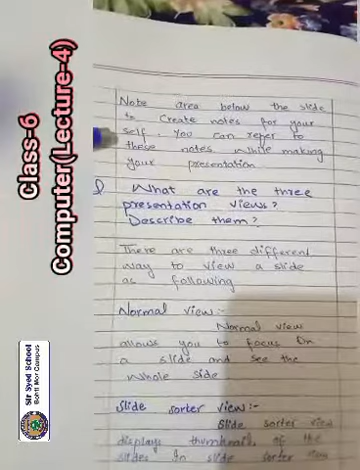 Class-6
Computer(Lecture-4)
Sir Syed School
Bohti Mor Campus
Note area below the slide
to create notes for your
self. You can refer to
these notes while making
your presentation
What are the three
presentation views?
Describe them?
There are three different
way to view a slide
as following
Normal view:-
Normal view
allows you to focus on
a slide and see the
whole side
Slide sorter view:-
Slide sorter view
displays thumbnails of the
slides In slide sorter view